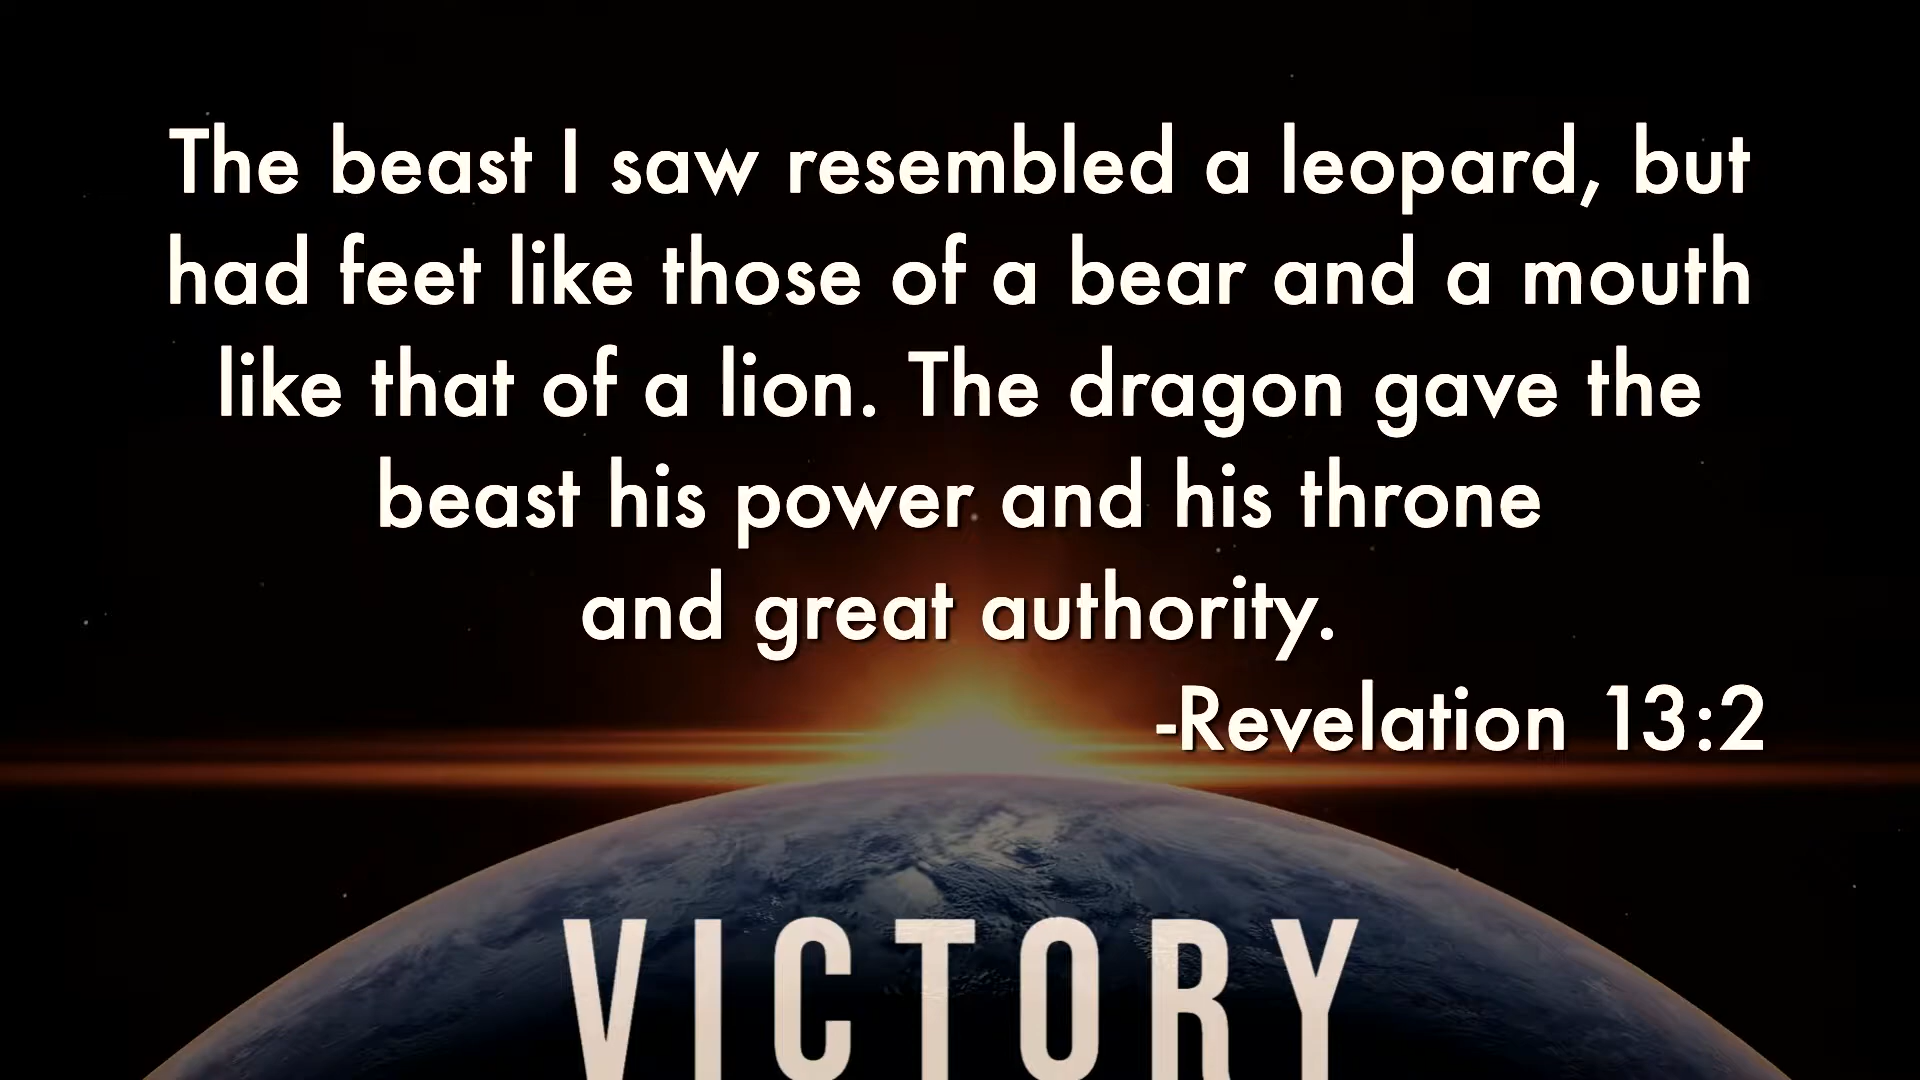 The beast I saw resembled a leopard, but
had feet like those of a bear and a mouth
like that of a lion. The dragon gave the
beast his power and his throne
and great authority.
-Revelation 13:2
VICTORY